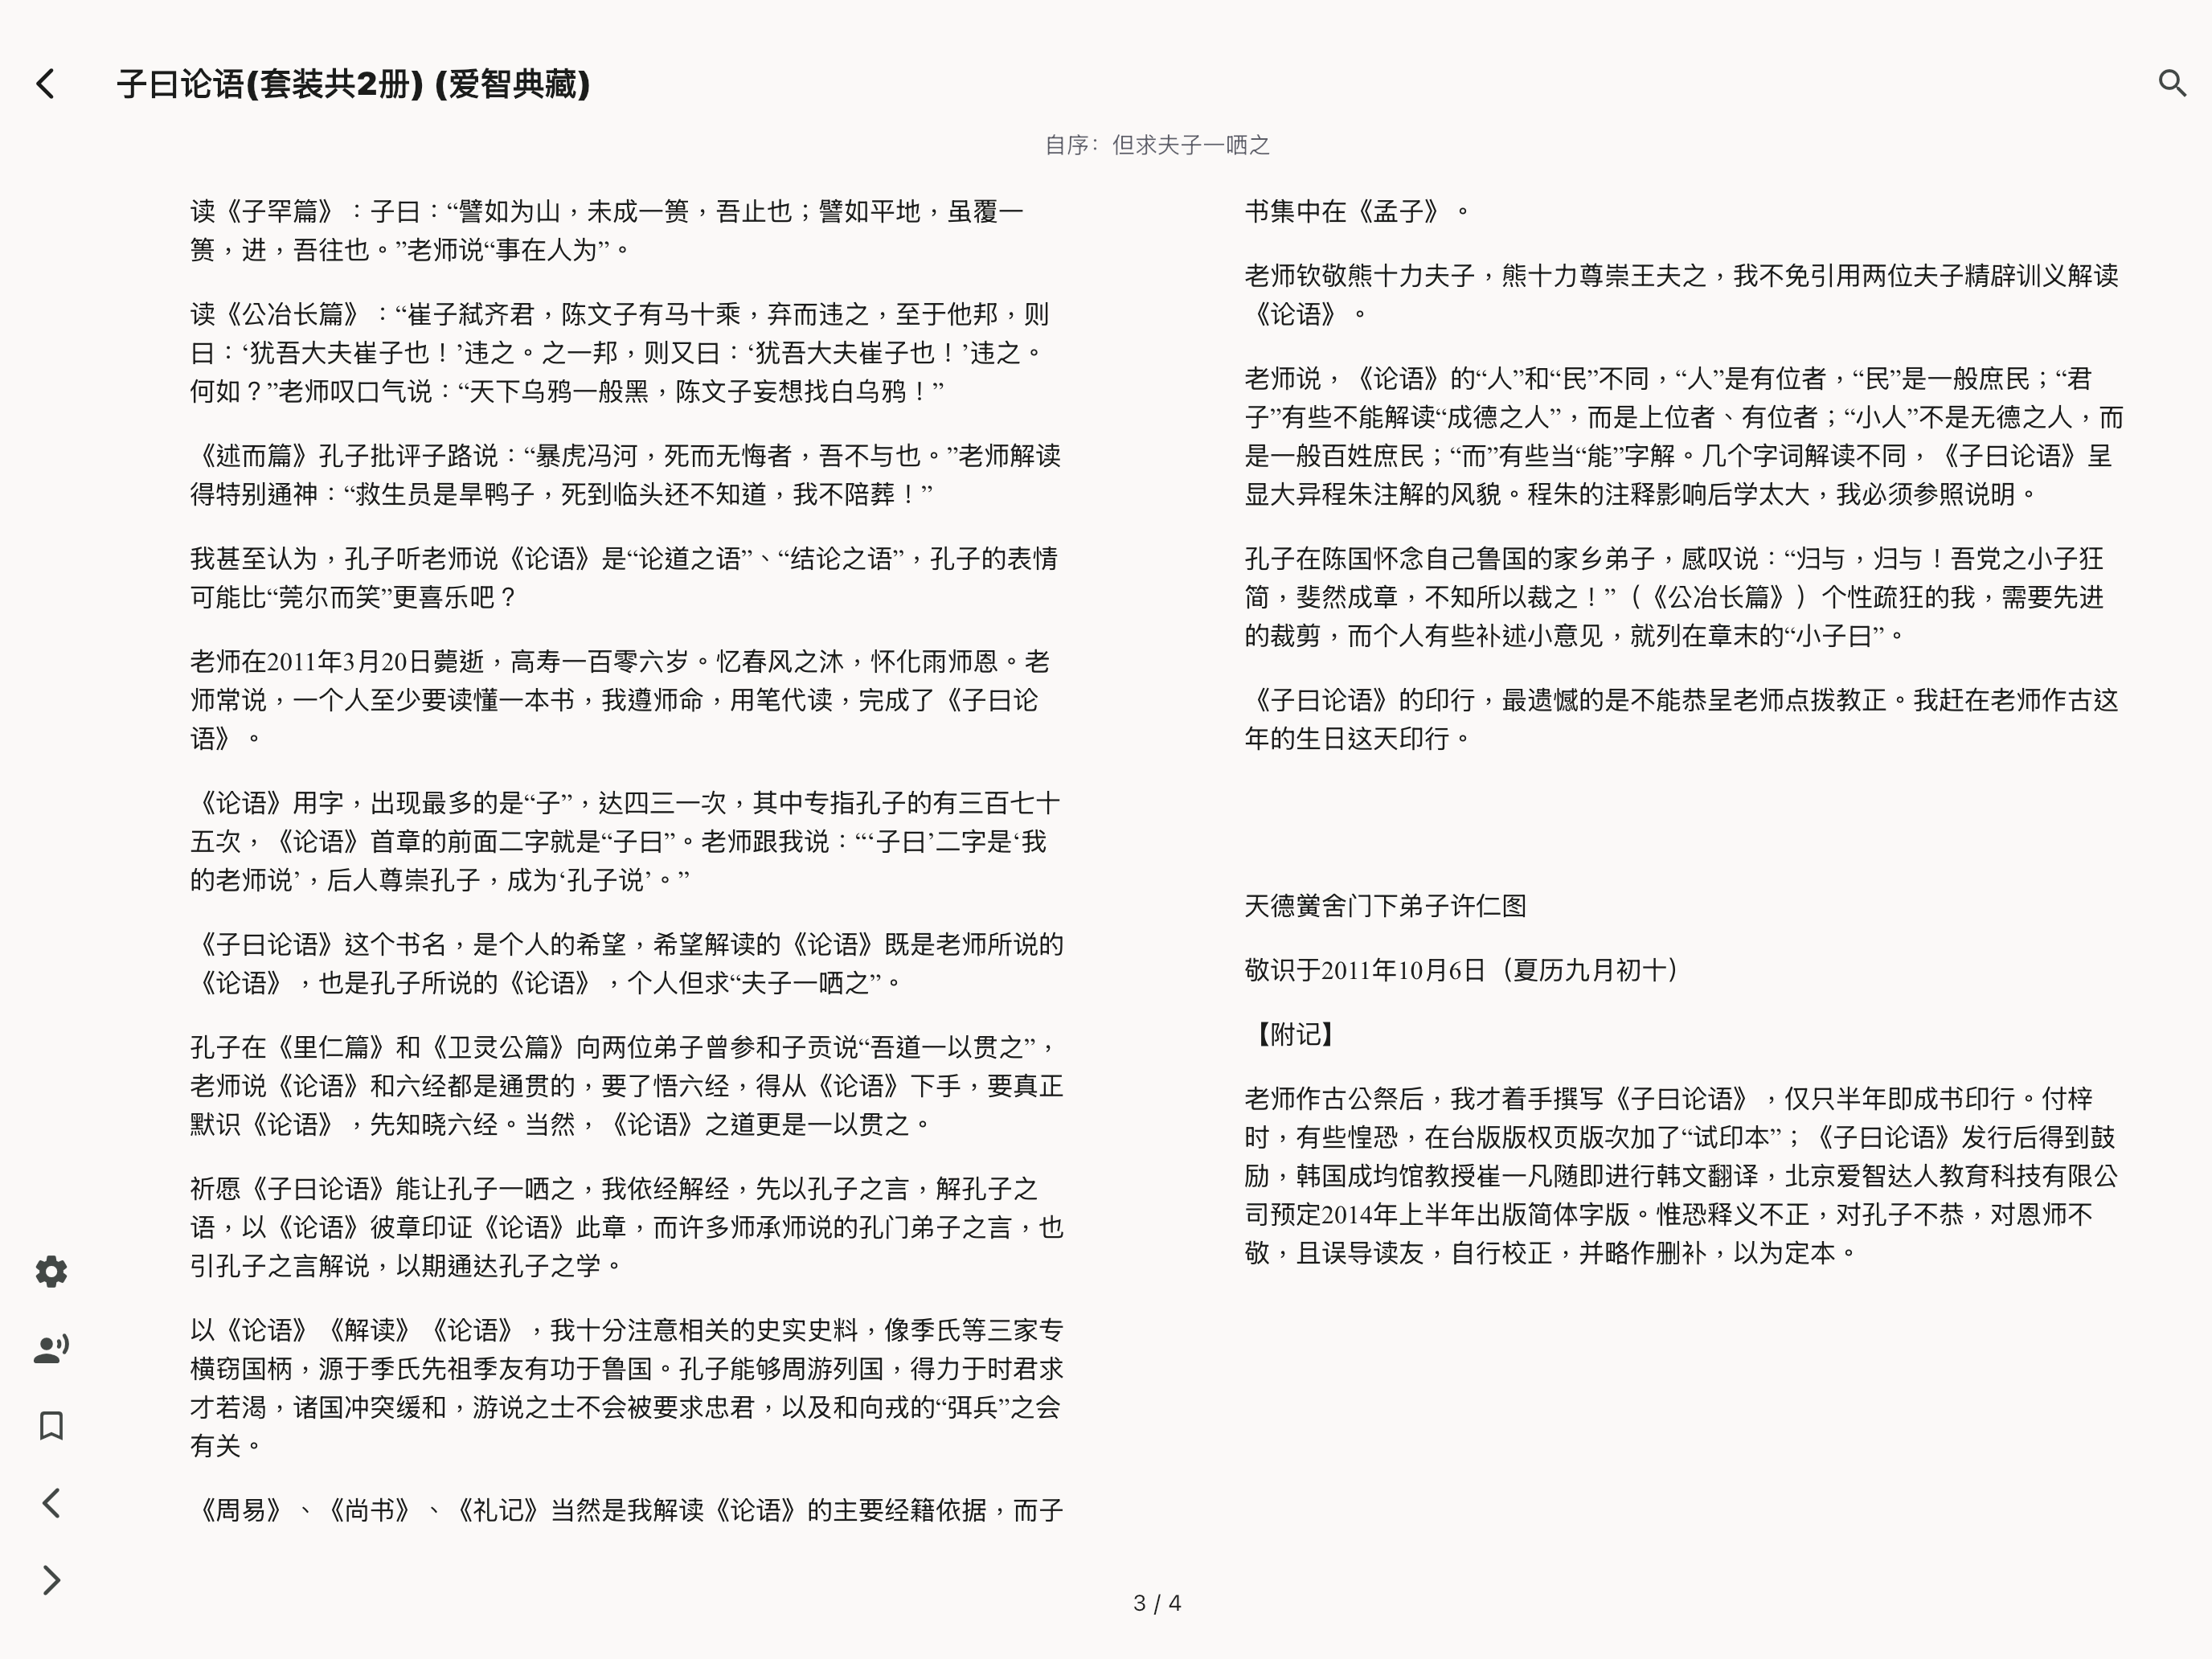 子曰论语(套装共2册) (爱智典藏)
自序：但求夫子一哂之
读《子罕篇》：子曰：“譬如为山，未成一篑，吾止也；譬如平地，虽覆一
篑，进，吾往也。”老师说“事在人为”。
读《公冶长篇》：“崔子弑齐君，陈文子有马十乘，弃而违之，至于他邦，则
曰：‘犹吾大夫崔子也！’违之。之一邦，则又曰：‘犹吾大夫崔子也！’违之。
何如？”老师叹口气说：“天下乌鸦一般黑，陈文子妄想找白乌鸦！”
《述而篇》孔子批评子路说：“暴虎冯河，死而无悔者，吾不与也。”老师解读
得特别通神：“救生员是旱鸭子，死到临头还不知道，我不陪葬！”
我甚至认为，孔子听老师说《论语》是“论道之语”、“结论之语”，孔子的表情
可能比“莞尔而笑”更喜乐吧？
老师在2011年3月20日薨逝，高寿一百零六岁。忆春风之沐，怀化雨师恩。老
师常说，一个人至少要读懂一本书，我遵师命，用笔代读，完成了《子曰论
语》。
《论语》用字，出现最多的是“子”，达四三一次，其中专指孔子的有三百七十
五次，《论语》首章的前面二字就是“子曰”。老师跟我说：“‘子曰’二字是‘我
的老师说’，后人尊崇孔子，成为‘孔子说’。”
《子曰论语》这个书名，是个人的希望，希望解读的《论语》既是老师所说的
《论语》，也是孔子所说的《论语》，个人但求“夫子一哂之”。
孔子在《里仁篇》和《卫灵公篇》向两位弟子曾参和子贡说“吾道一以贯之”，
老师说《论语》和六经都是通贯的，要了悟六经，得从《论语》下手，要真正
默识《论语》，先知晓六经。当然，《论语》之道更是一以贯之。
祈愿《子曰论语》能让孔子一哂之，我依经解经，先以孔子之言，解孔子之
语，以《论语》彼章印证《论语》此章，而许多师承师说的孔门弟子之言，也
引孔子之言解说，以期通达孔子之学。
以《论语》《解读》《论语》，我十分注意相关的史实史料，像季氏等三家专
横窃国柄，源于季氏先祖季友有功于鲁国。孔子能够周游列国，得力于时君求
才若渴，诸国冲突缓和，游说之士不会被要求忠君，以及和向戎的“弭兵”之会
有关。
《周易》、《尚书》、《礼记》当然是我解读《论语》的主要经籍依据，而子
书集中在《孟子》。
老师钦敬熊十力夫子，熊十力尊崇王夫之，我不免引用两位夫子精辟训义解读
《论语》。
老师说，《论语》的“人”和“民”不同，“人”是有位者，“民”是一般庶民；“君
子”有些不能解读“成德之人”，而是上位者、有位者；“小人”不是无德之人，而
是一般百姓庶民；“而”有些当“能”字解。几个字词解读不同，《子曰论语》呈
显大异程朱注解的风貌。程朱的注释影响后学太大，我必须参照说明。
孔子在陈国怀念自己鲁国的家乡弟子，感叹说：“归与，归与！吾党之小子狂
简，斐然成章，不知所以裁之！”（《公冶长篇》）个性疏狂的我，需要先进
的裁剪，而个人有些补述小意见，就列在章末的“小子曰”。
《子曰论语》的印行，最遗憾的是不能恭呈老师点拨教正。我赶在老师作古这
年的生日这天印行。
天德黉舍门下弟子许仁图
敬识于2011年10月6日（夏历九月初十）
【附记】
老师作古公祭后，我才着手撰写《子曰论语》，仅只半年即成书印行。付梓
时，有些惶恐，在台版版权页版次加了“试印本”；《子曰论语》发行后得到鼓
励，韩国成均馆教授崔一凡随即进行韩文翻译，北京爱智达人教育科技有限公
司预定2014年上半年出版简体字版。惟恐释义不正，对孔子不恭，对恩师不
敬，且误导读友，自行校正，并略作删补，以为定本。
3 / 4